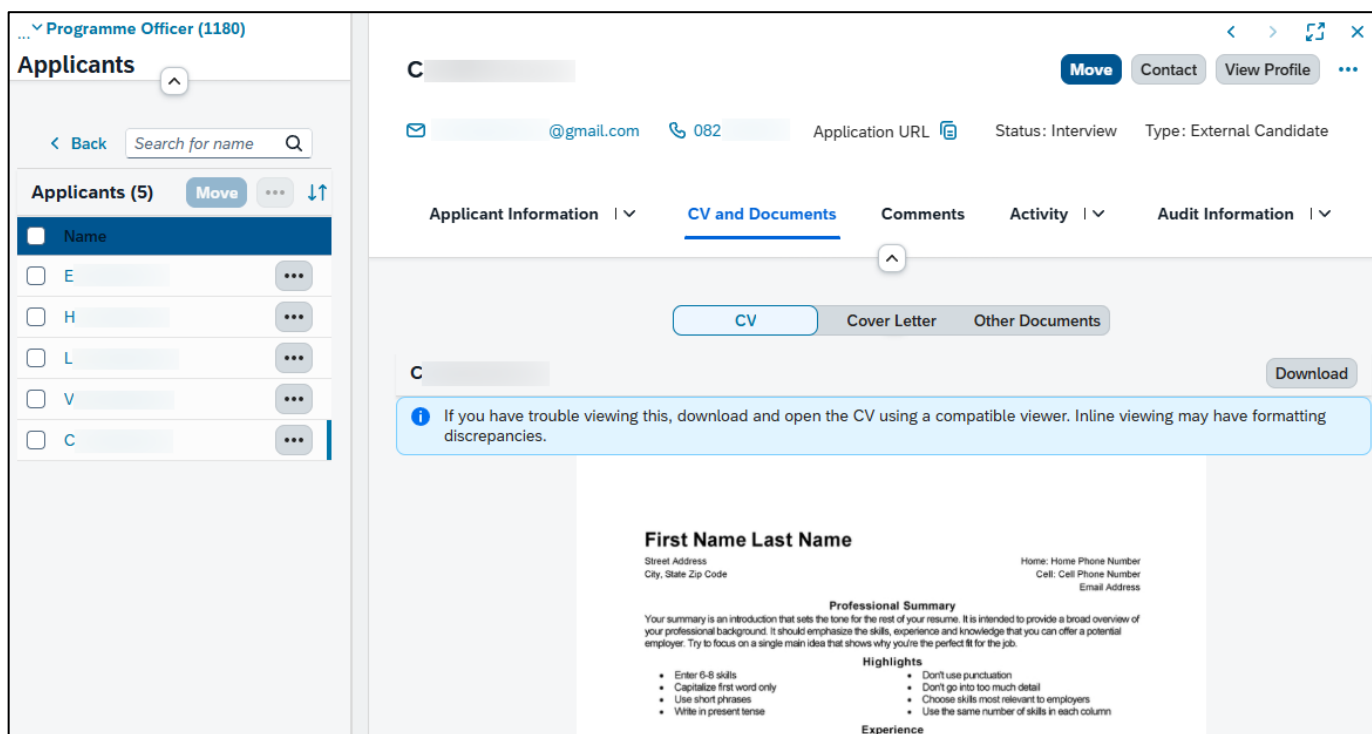 ... Programme Officer (1180)
Applicants
Back
Search for name
Applicants (5)
Move
Name
E
H
L
V
C
C
Move
Contact
View Profile
@gmail.com
082
Application URL
Status: Interview
Type: External Candidate
Applicant Information
CV and Documents
Comments
Activity
Audit Information
CV
Cover Letter
Other Documents
C
Download
If you have trouble viewing this, download and open the CV using a compatible viewer. Inline viewing may have formatting
discrepancies.
First Name Last Name
Street Address
City, State Zip Code
Home: Home Phone Number
Cell: Cell Phone Number
Email Address
Professional Summary
Your summary is an introduction that sets the tone for the rest of your resume. It is intended to provide a broad overview of
your professional background. It should emphasize the skills, experience and knowledge that you can offer a potential
employer. Try to focus on a single main idea that shows why you're the perfect fit for the job.
Highlights
• Enter 6-8 skills
• Capitalize first word only
• Use short phrases
• Write in present tense
• Don't use punctuation
• Don't go into too much detail
• Choose skills most relevant to employers
• Use the same number of skills in each column
Experience